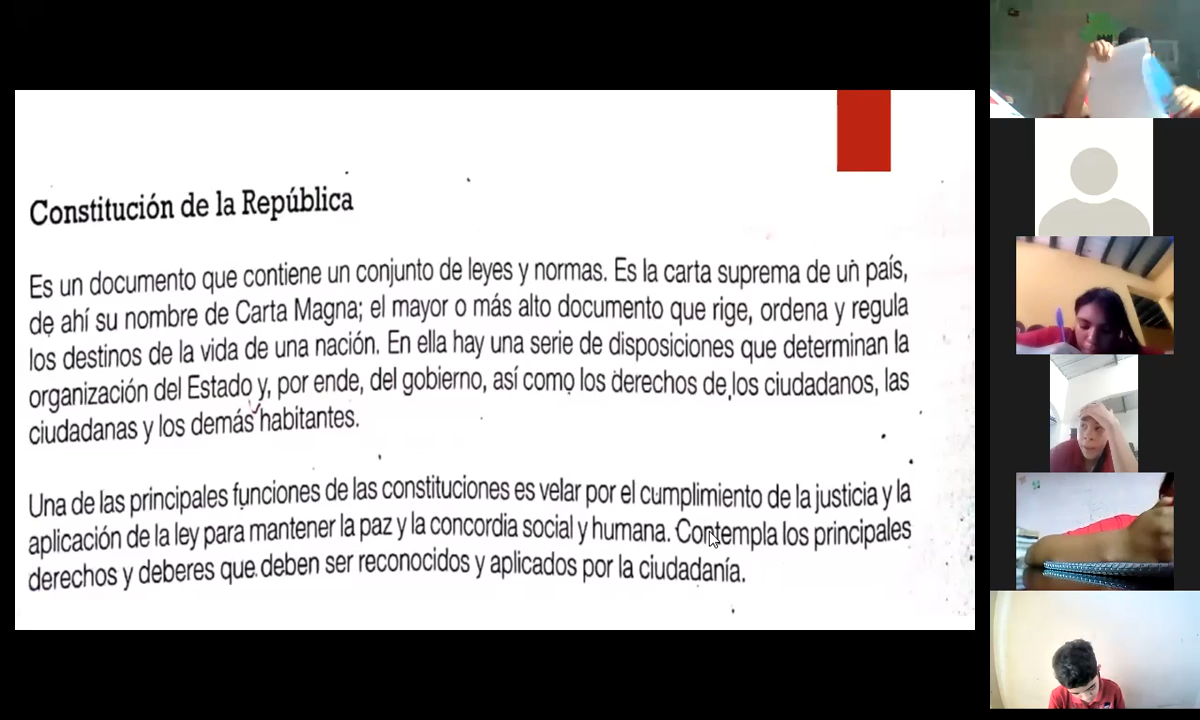 Constitución de la República
Es un documento que contiene un conjunto de leyes y normas. Es la carta suprema de un país,
de ahí su nombre de Carta Magna; el mayor o más alto documento que rige, ordena y regula
los destinos de la vida de una nación. En ella hay una serie de disposiciones que determinan la
organización del Estado y, por ende, del gobierno, así como los derechos de los ciudadanos, las
ciudadanas y los demás habitantes.
Una de las principales funciones de las constituciones es velar por el cumplimiento de la justicia y la
aplicación de la ley para mantener la paz y la concordia social y humana. Contempla los principales
derechos y deberes que deben ser reconocidos y aplicados por la ciudadanía.